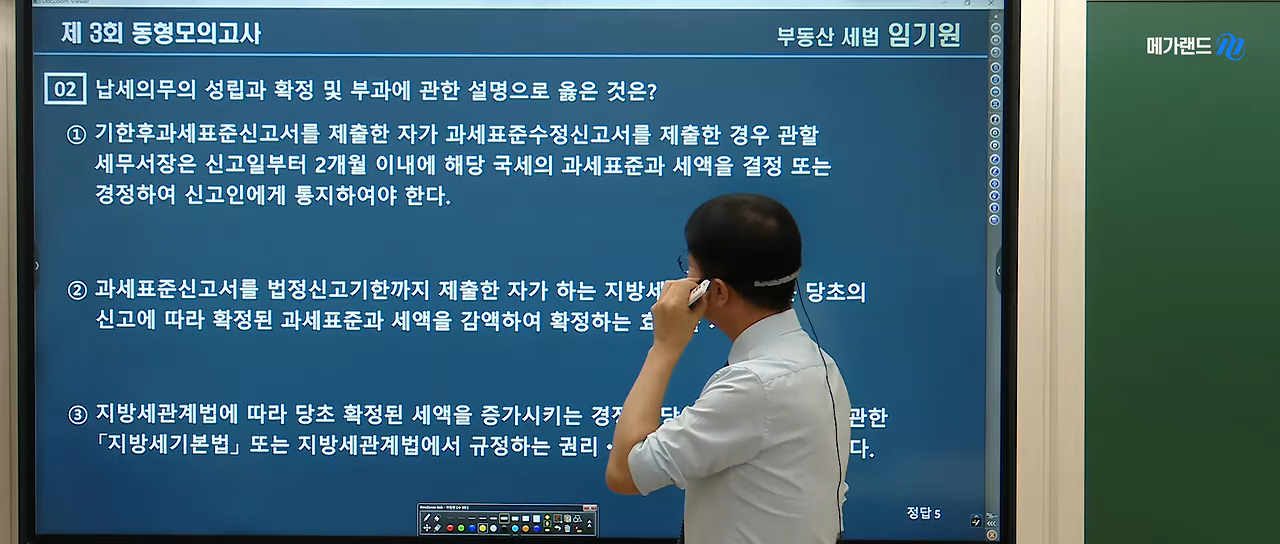 DocZoom Viewer
제 3회 동형모의고사
부동산 세법 임기원
메가랜드
02 납세의무의 성립과 확정 및 부과에 관한 설명으로 옳은 것은?
① 기한후과세표준신고서를 제출한 자가 과세표준수정신고서를 제출한 경우 관할
세무서장은 신고일부터 2개월 이내에 해당 국세의 과세표준과 세액을 결정 또는
경정하여 신고인에게 통지하여야 한다.
② 과세표준신고서를 법정신고기한까지 제출한 자가 하는 지방세 당초의
신고에 따라 확정된 과세표준과 세액을 감액하여 확정하는
③ 지방세관계법에 따라 당초 확정된 세액을 증가시키는 관한
「지방세기본법」 또는 지방세관계법에서 규정하는 권리 · 다.
정답 5